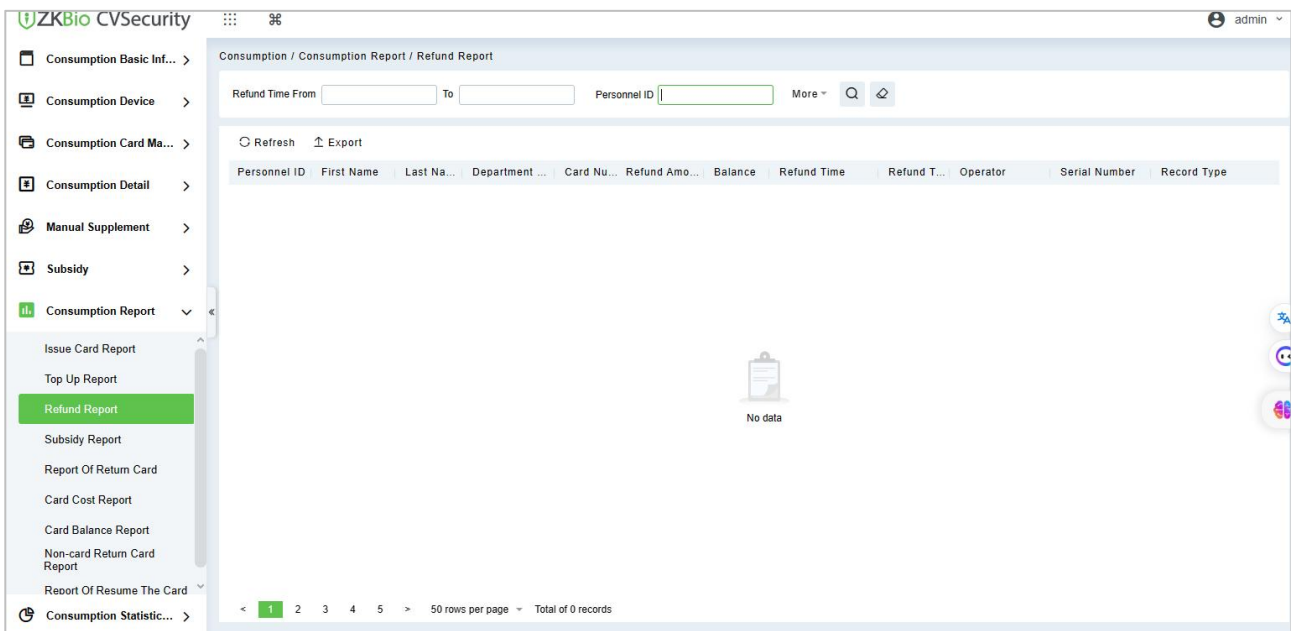 ZKBio CVSecurity
admin
Consumption Basic Inf...
Consumption Device
Consumption Card Ma...
Consumption Detail
Manual Supplement
Subsidy
Consumption Report
Issue Card Report
Top Up Report
Refund Report
Subsidy Report
Report Of Return Card
Card Cost Report
Card Balance Report
Non-card Return Card
Report
Report Of Resume The Card
Consumption Statistic...
Consumption / Consumption Report / Refund Report
Refund Time From To Personnel ID More
Refresh Export
Personnel ID First Name Last Na... Department ... Card Nu... Refund Amo... Balance Refund Time Refund T... Operator Serial Number Record Type
No data
< 1 2 3 4 5 > 50 rows per page Total of 0 records